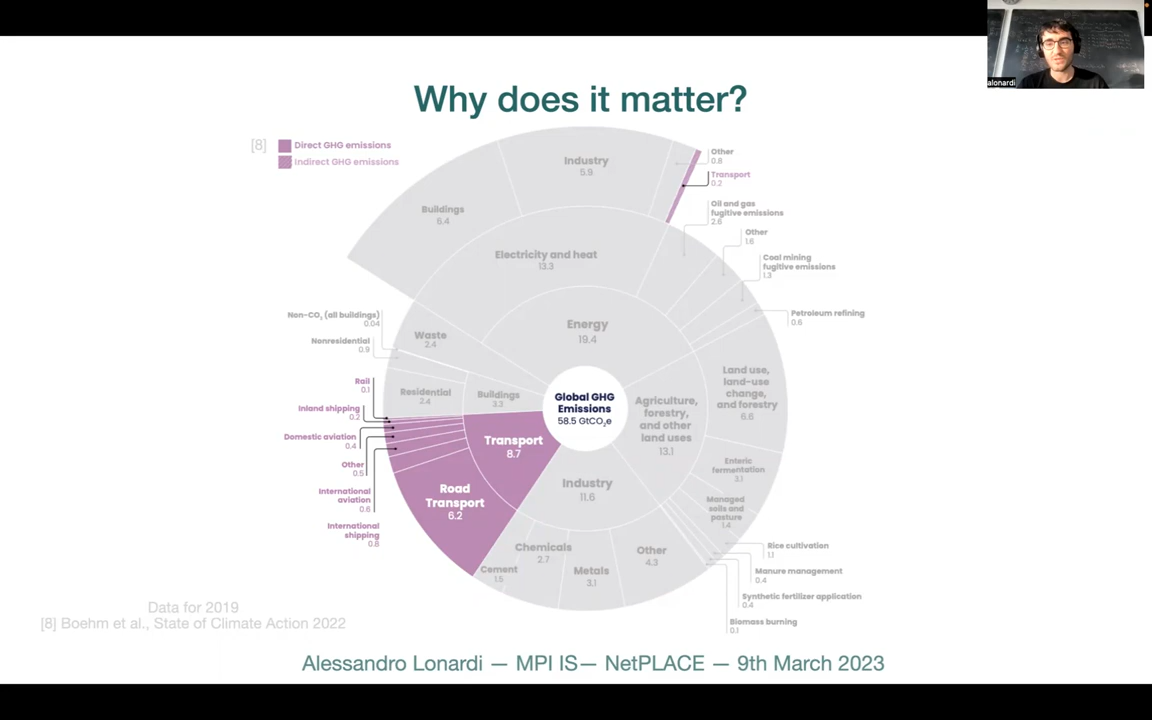 alonardi
Why does it matter?
[8]
Direct GHG emissions
Indirect GHG emissions
Industry
5.9
Other
0.8
Transport
0.2
Buildings
5.4
Oil and gas
fugitive emissions
2.6
Other
1.6
Electricity and heat
13.3
Coal mining
fugitive emissions
1.3
Petroleum refining
0.6
Energy
19.4
Non-CO₂ (all buildings)
0.04
Waste
2.4
Nonresidential
0.9
Residential
2.4
Buildings
3.3
Global GHG
Emissions
58.5 GtCO₂e
Agriculture,
forestry,
and other
land uses
13.1
Land use,
land-use
change,
and forestry
6.6
Rail
0.1
Inland shipping
0.2
Domestic aviation
0.4
Other
0.5
International
aviation
0.6
International
shipping
0.8
Transport
8.7
Road
Transport
6.2
Industry
11.6
Enteric
fermentation
3.1
Managed
soils and
pasture
1.4
Cement
1.5
Chemicals
2.7
Metals
3.1
Other
4.3
Rice cultivation
1.1
Manure management
0.4
Synthetic fertilizer application
0.4
Biomass burning
0.1
Data for 2019
[8] Boehm et al., State of Climate Action 2022
Alessandro Lonardi — MPI IS— NetPLACE — 9th March 2023